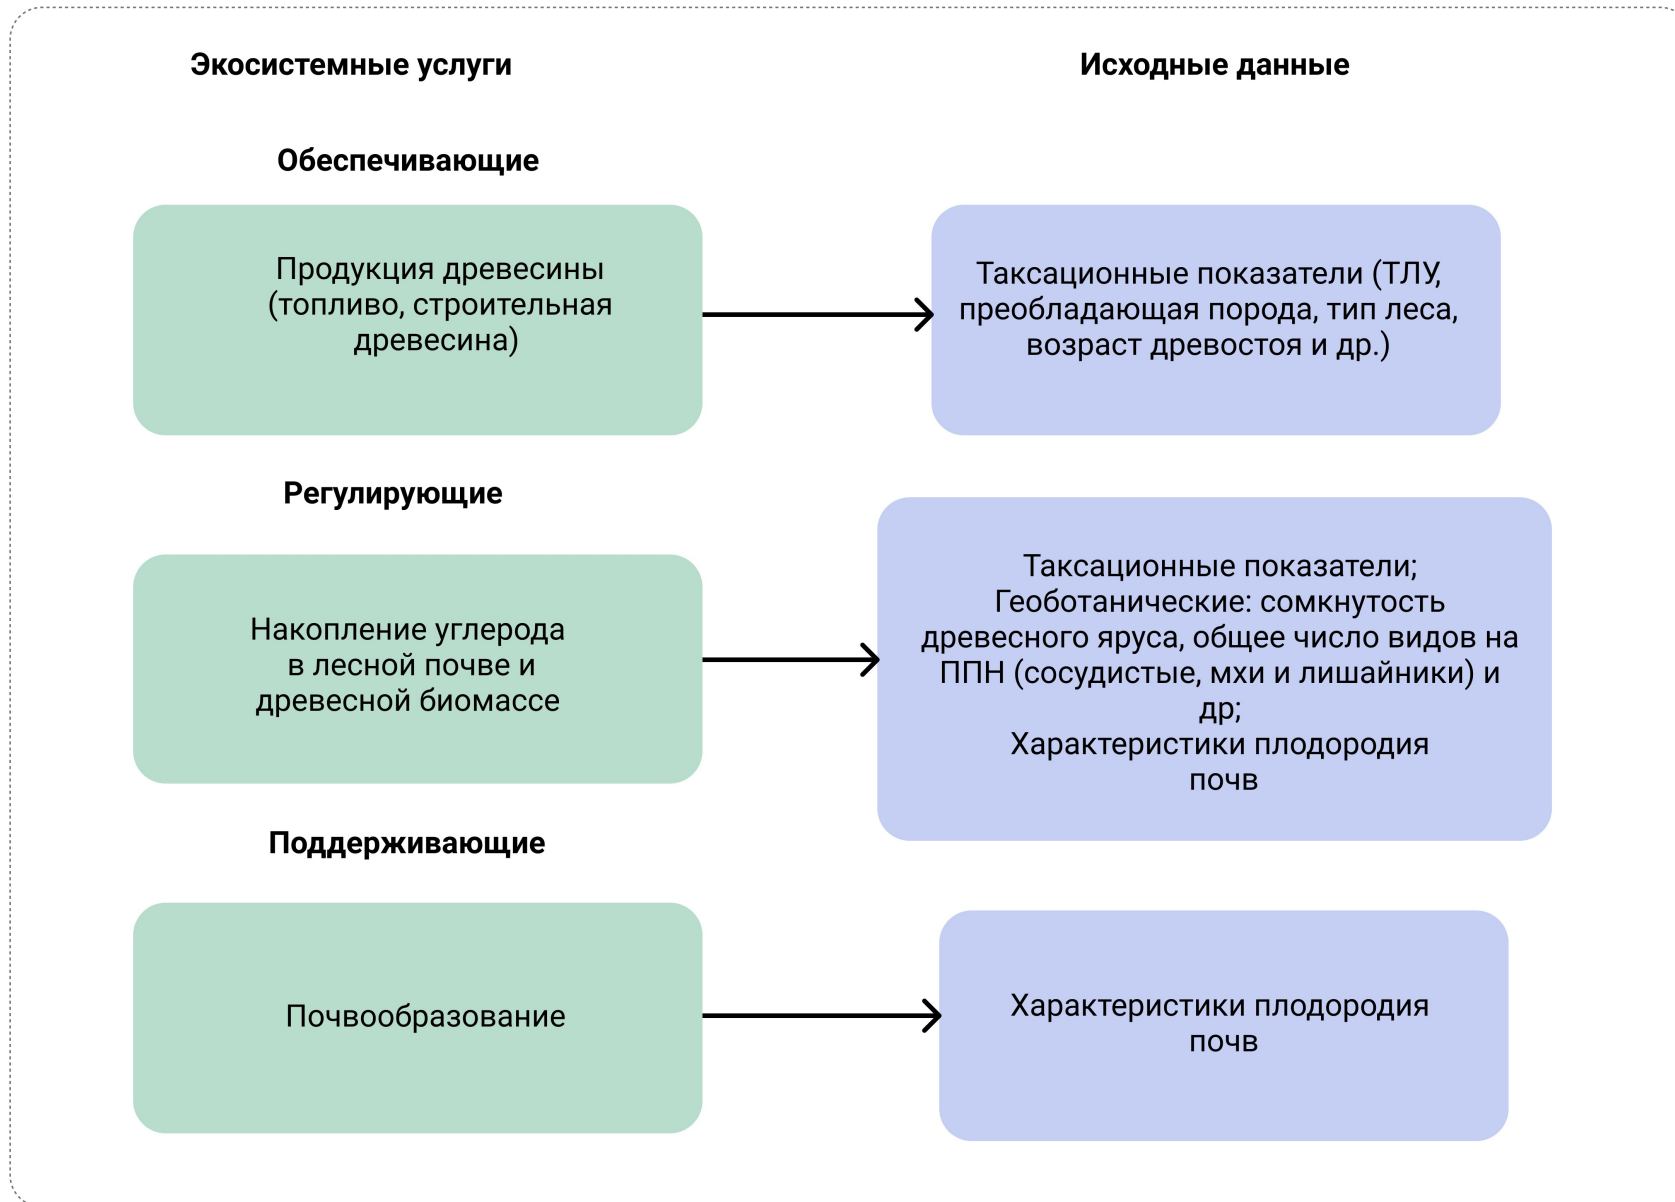 Экосистемные услуги
Исходные данные
Обеспечивающие
Продукция древесины
(топливо, строительная
древесина)
Таксационные показатели (ТЛУ,
преобладающая порода, тип леса,
возраст древостоя и др.)
Регулирующие
Накопление углерода
в лесной почве и
древесной биомассе
Таксационные показатели;
Геоботанические: сомкнутость
древесного яруса, общее число видов на
ППН (сосудистые, мхи и лишайники) и
др;
Характеристики плодородия
почв
Поддерживающие
Почвообразование
Характеристики плодородия
почв